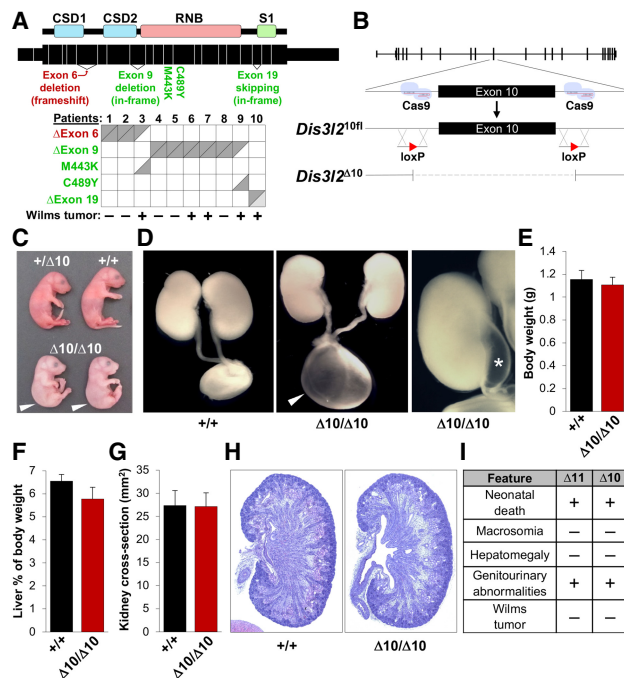 A
CSD1 CSD2 RNB S1
Exon 6 deletion (frameshift)
Exon 9 deletion (in-frame)
M443K
C489Y
Exon 19 skipping (in-frame)
Patients: 1 2 3 4 5 6 7 8 9 10
ΔExon 6
ΔExon 9
M443K
C489Y
ΔExon 19
Wilms tumor: − − + − − + + − + +
B
Exon 10
Cas9 Cas9
Dis3l210fl Exon 10
loxP loxP
Dis3l2Δ10
C
+/Δ10 +/+
Δ10/Δ10
D
*
+/+ Δ10/Δ10 Δ10/Δ10
E
Body weight (g)
1.6
1.4
1.2
1
0.8
0.6
0.4
0.2
0
+/+ Δ10/Δ10
F
Liver % of body weight
7
6
5
4
3
2
1
0
+/+ Δ10/Δ10
G
Kidney cross-section (mm2)
35
30
25
20
15
10
5
0
+/+ Δ10/Δ10
H
+/+ Δ10/Δ10
I
Feature Δ11 Δ10
Neonatal death + +
Macrosomia − −
Hepatomegaly − −
Genitourinary abnormalities + +
Wilms tumor − −